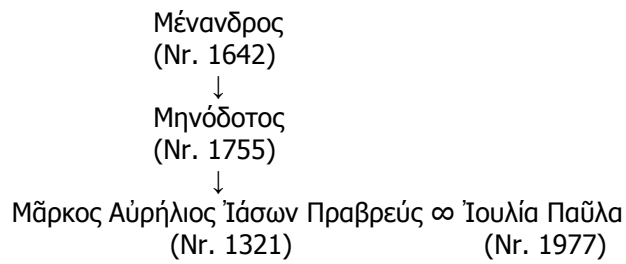 Μένανδρος
(Nr. 1642)
↓
Μηνόδοτος
(Nr. 1755)
↓
Μᾶρκος Αὐρήλιος Ἰάσων Πραβρεύς ∞ Ἰουλία Παῦλα
(Nr. 1321) (Nr. 1977)